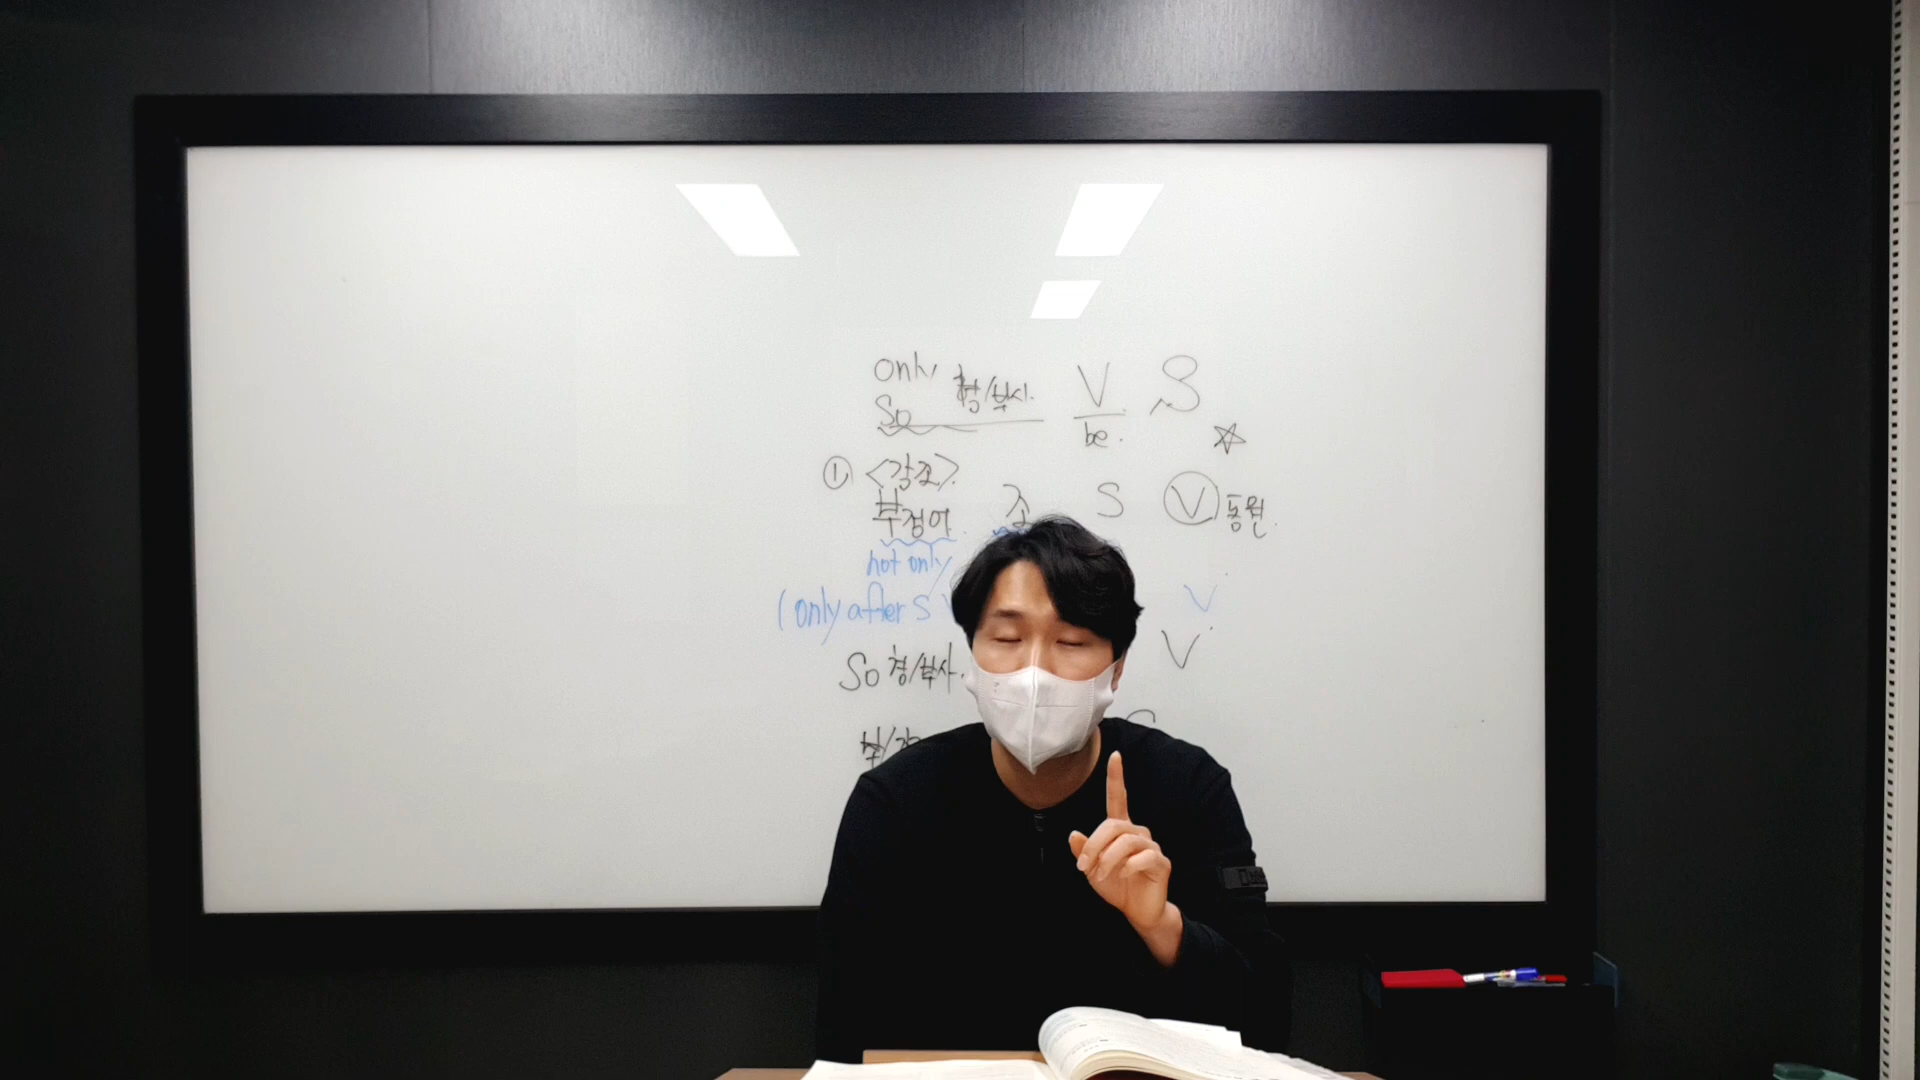 only
so 형/부사. V S
be.
① <강조>
부정어. 조 S V 동원.
not only
(only after S V V
So 형/부사. V
부/